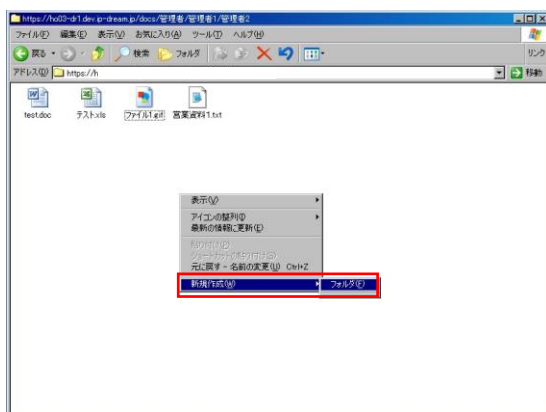 https://ho03-dr1.dev.ip-dream.jp/docs/管理者/管理者1/管理者2
ファイル(F) 編集(E) 表示(V) お気に入り(A) ツール(T) ヘルプ(H)
戻る 検索 フォルダ リンク
アドレス(D) https://h 移動
test.doc テスト.xls ファイル1.gif 営業資料1.txt
表示(V)
アイコンの整列(I)
最新の情報に更新(E)
貼り付け(P)
ショートカットの貼り付け(S)
元に戻す - 名前の変更(U) Ctrl+Z
新規作成(W) フォルダ(F)